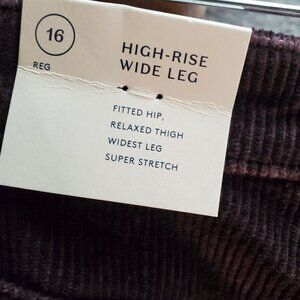 16
REG
HIGH-RISE
WIDE LEG
FITTED HIP,
RELAXED THIGH
WIDEST LEG
SUPER STRETCH